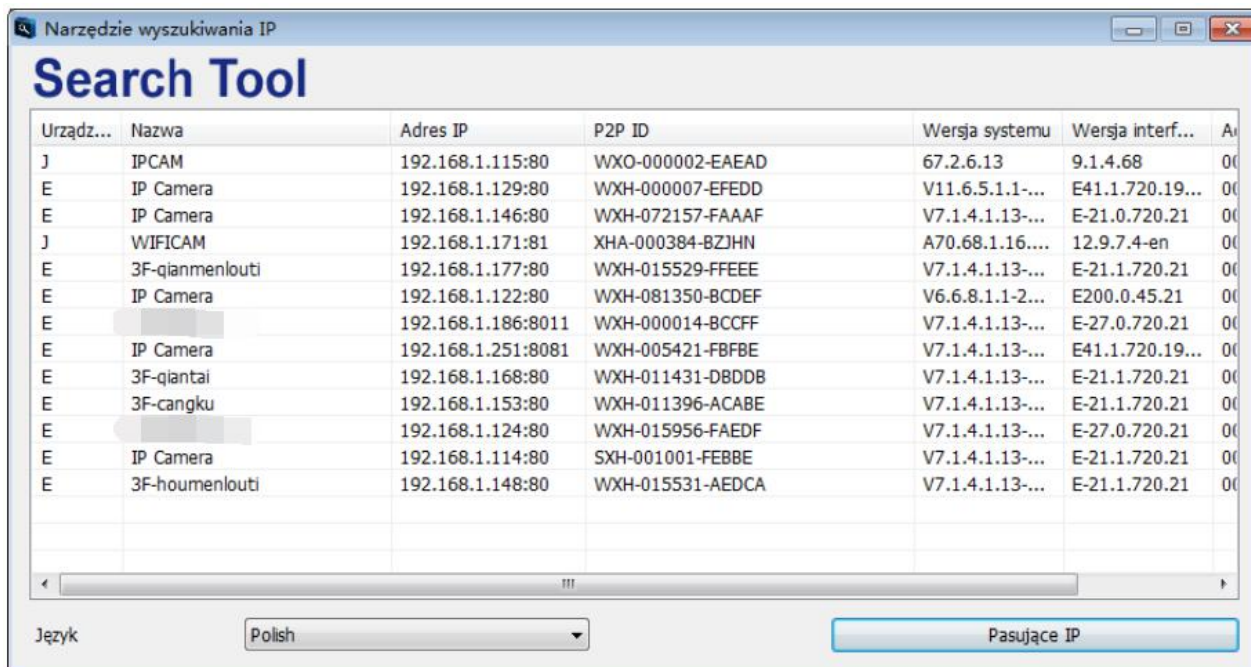 Narzędzie wyszukiwania IP
Search Tool
Urządz... Nazwa Adres IP P2P ID Wersja systemu Wersja interf...
J IPCAM 192.168.1.115:80 WXO-000002-EAEAD 67.2.6.13 9.1.4.68
E IP Camera 192.168.1.129:80 WXH-000007-EFEDD V11.6.5.1.1-... E41.1.720.19...
E IP Camera 192.168.1.146:80 WXH-072157-FAAAF V7.1.4.1.13-... E-21.0.720.21
J WIFICAM 192.168.1.171:81 XHA-000384-BZJHN A70.68.1.16.... 12.9.7.4-en
E 3F-qianmenlouti 192.168.1.177:80 WXH-015529-FFEEE V7.1.4.1.13-... E-21.1.720.21
E IP Camera 192.168.1.122:80 WXH-081350-BCDEF V6.6.8.1.1-2... E200.0.45.21
E 192.168.1.186:8011 WXH-000014-BCCFF V7.1.4.1.13-... E-27.0.720.21
E IP Camera 192.168.1.251:8081 WXH-005421-FBFBE V7.1.4.1.13-... E41.1.720.19...
E 3F-qiantai 192.168.1.168:80 WXH-011431-DBDDB V7.1.4.1.13-... E-21.1.720.21
E 3F-cangku 192.168.1.153:80 WXH-011396-ACABE V7.1.4.1.13-... E-21.1.720.21
E 192.168.1.124:80 WXH-015956-FAEDF V7.1.4.1.13-... E-27.0.720.21
E IP Camera 192.168.1.114:80 SXH-001001-FEBBE V7.1.4.1.13-... E-21.1.720.21
E 3F-houmenlouti 192.168.1.148:80 WXH-015531-AEDCA V7.1.4.1.13-... E-21.1.720.21
Język Polish Pasujące IP